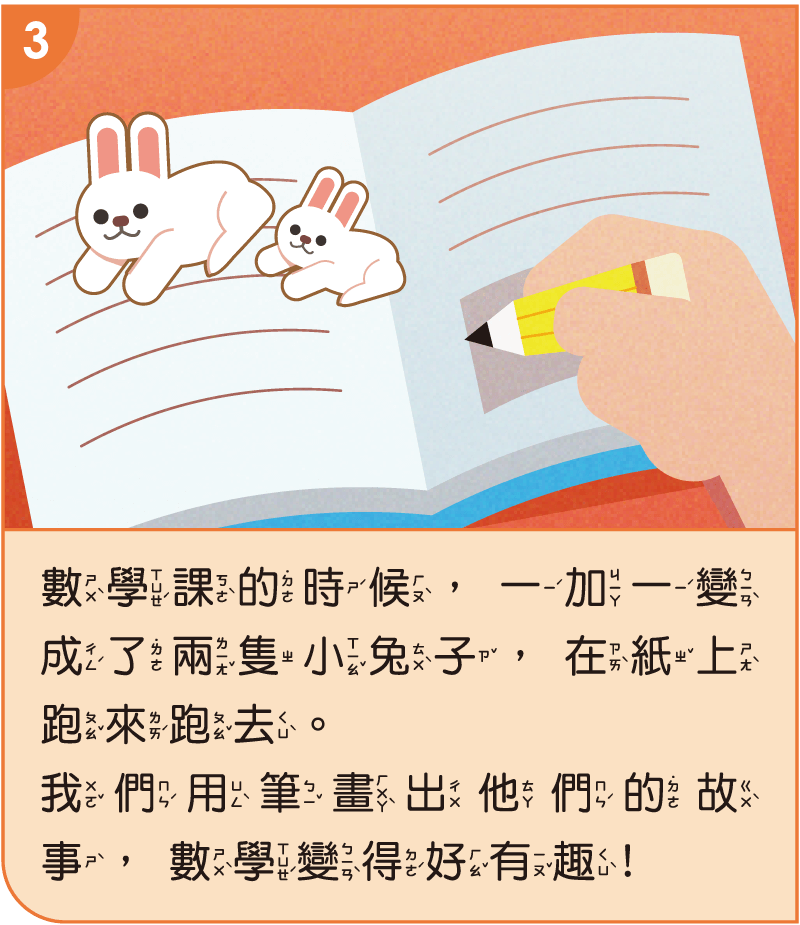 3
數學課的時候，一加一變
成了兩隻小兔子，在紙上
跑來跑去。
我們用筆畫出他們的故
事，數學變得好有趣！